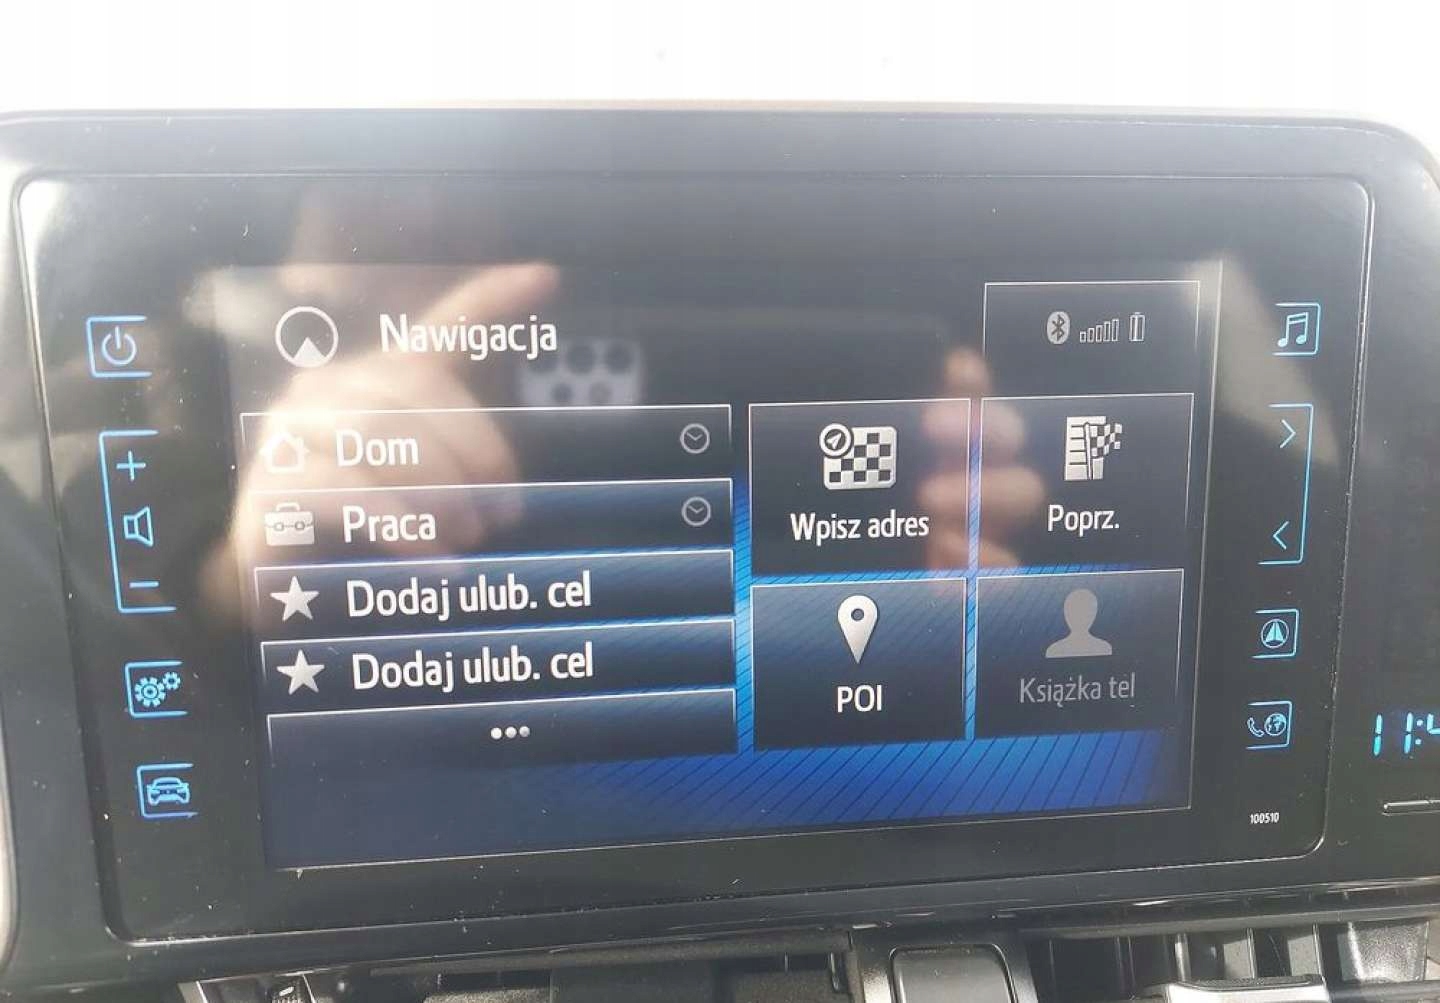 Nawigacja
Dom
Praca
Dodaj ulub. cel
Dodaj ulub. cel
Wpisz adres
Poprz.
POI
Książka tel
100510